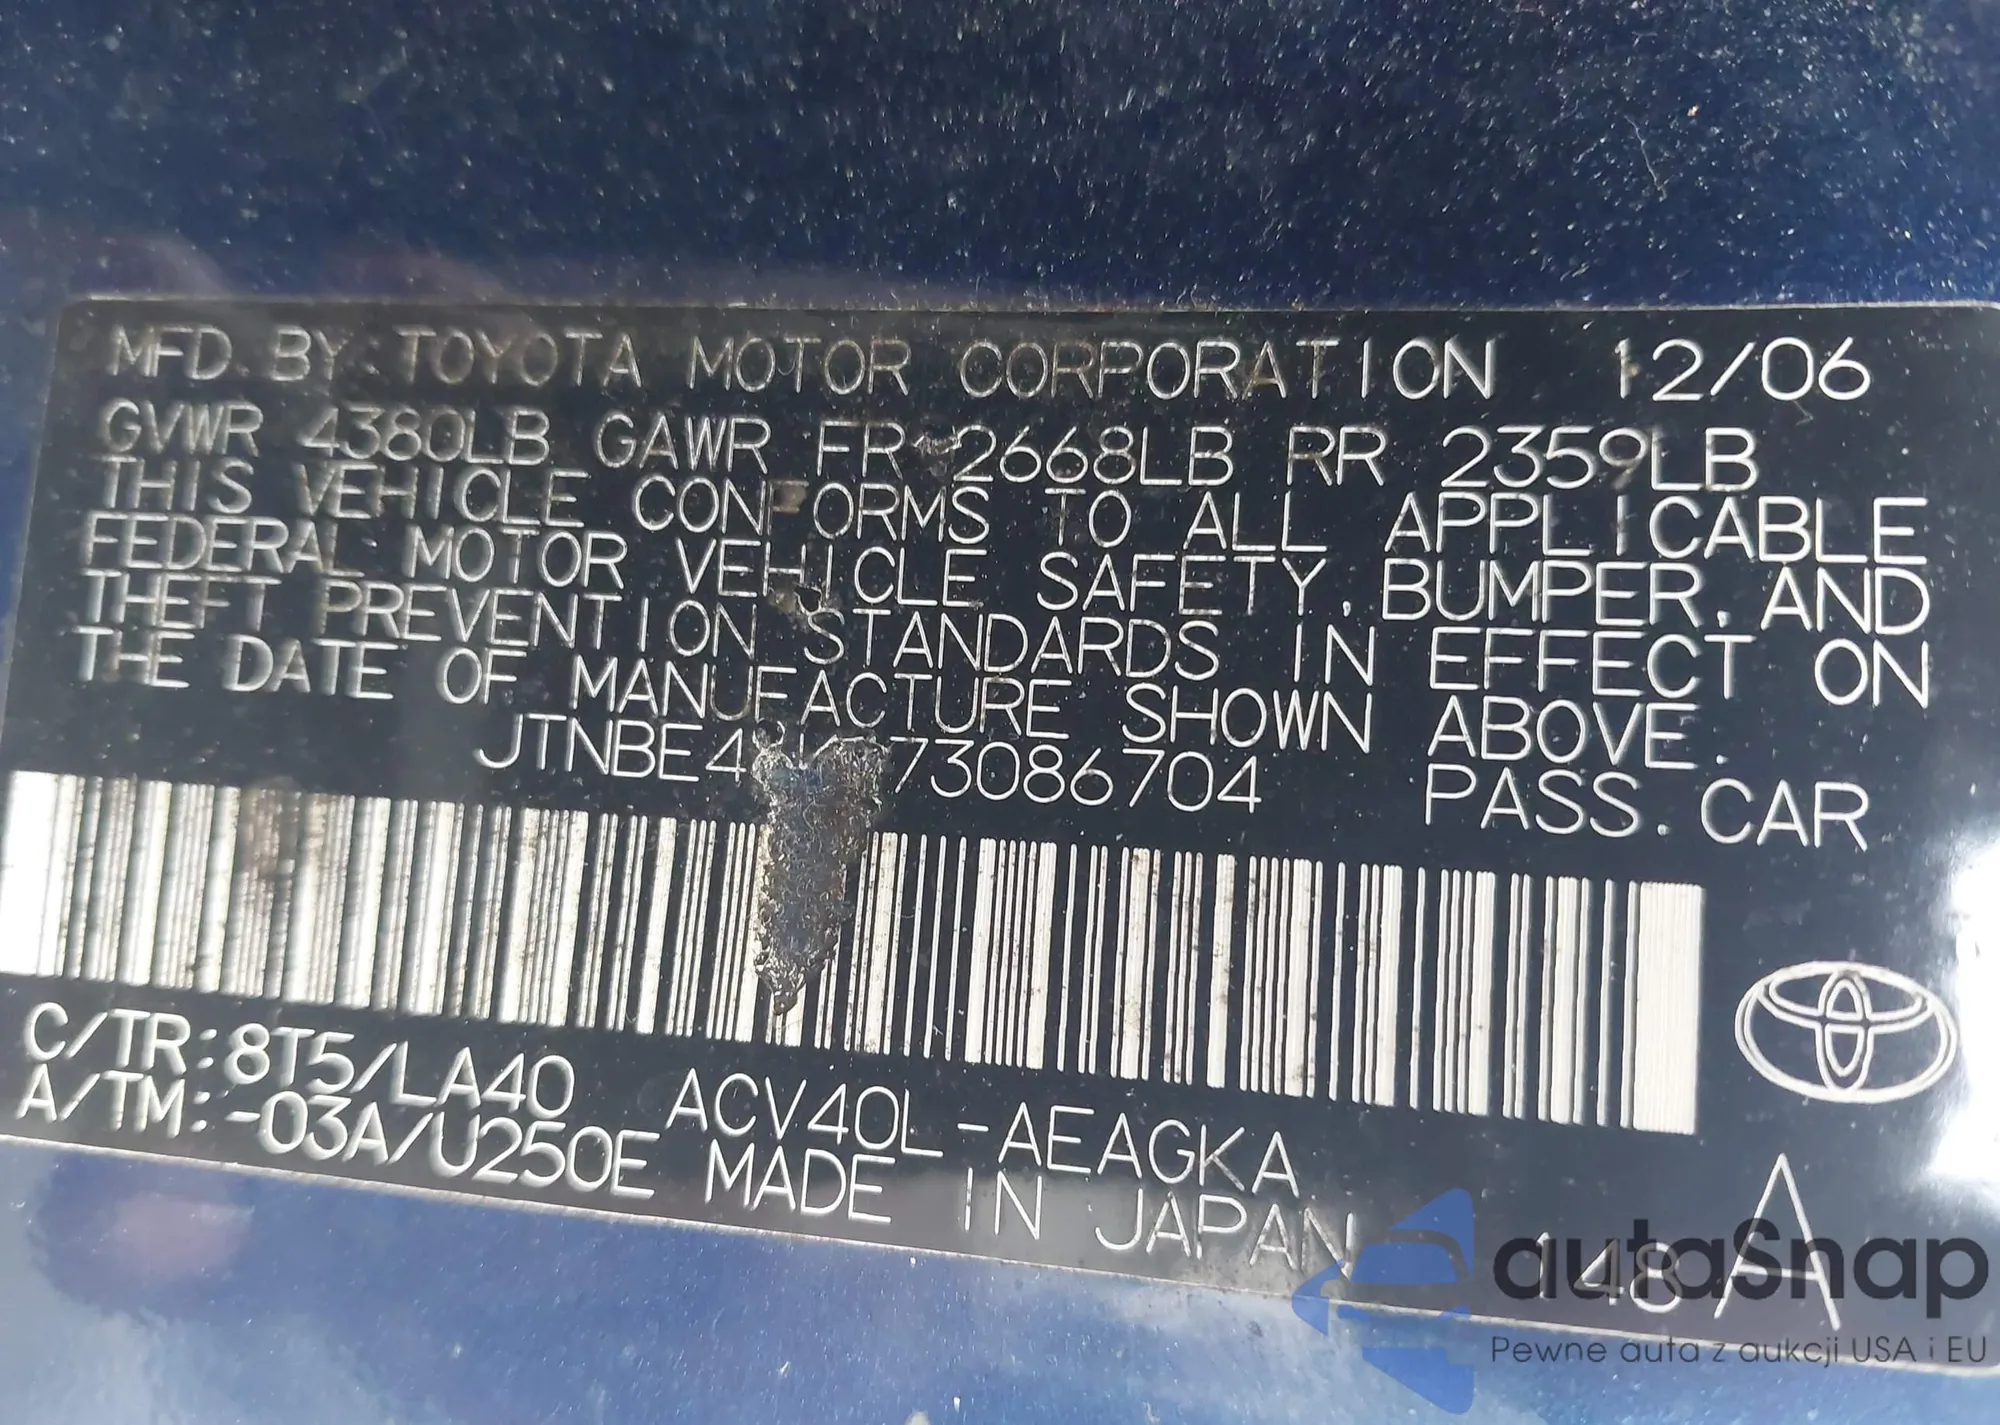 MFD. BY: TOYOTA MOTOR CORPORATION 12/06
GVWR 4380LB GAWR FR 2668LB RR 2359LB
THIS VEHICLE CONFORMS TO ALL APPLICABLE
FEDERAL MOTOR VEHICLE SAFETY, BUMPER, AND
THEFT PREVENTION STANDARDS IN EFFECT ON
THE DATE OF MANUFACTURE SHOWN ABOVE.
PASS. CAR
C/TR:8T5/LA40 ACV40L-AEAGKA
A/TM:-03A/U250E MADE IN JAPAN
148 A A
autaSnap
Pewne auta z aukcji USA i EU